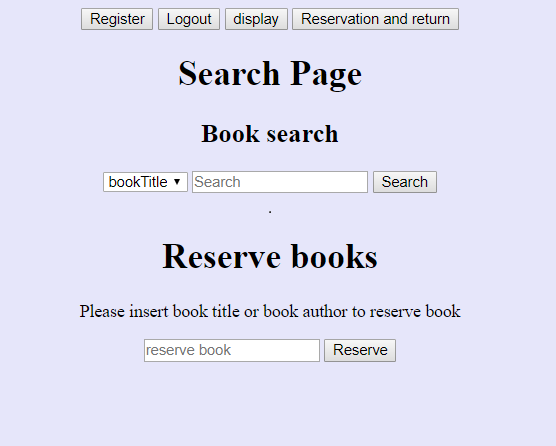 Register Logout display Reservation and return
Search Page
Book search
bookTitle Search Search
.
Reserve books
Please insert book title or book author to reserve book
reserve book Reserve